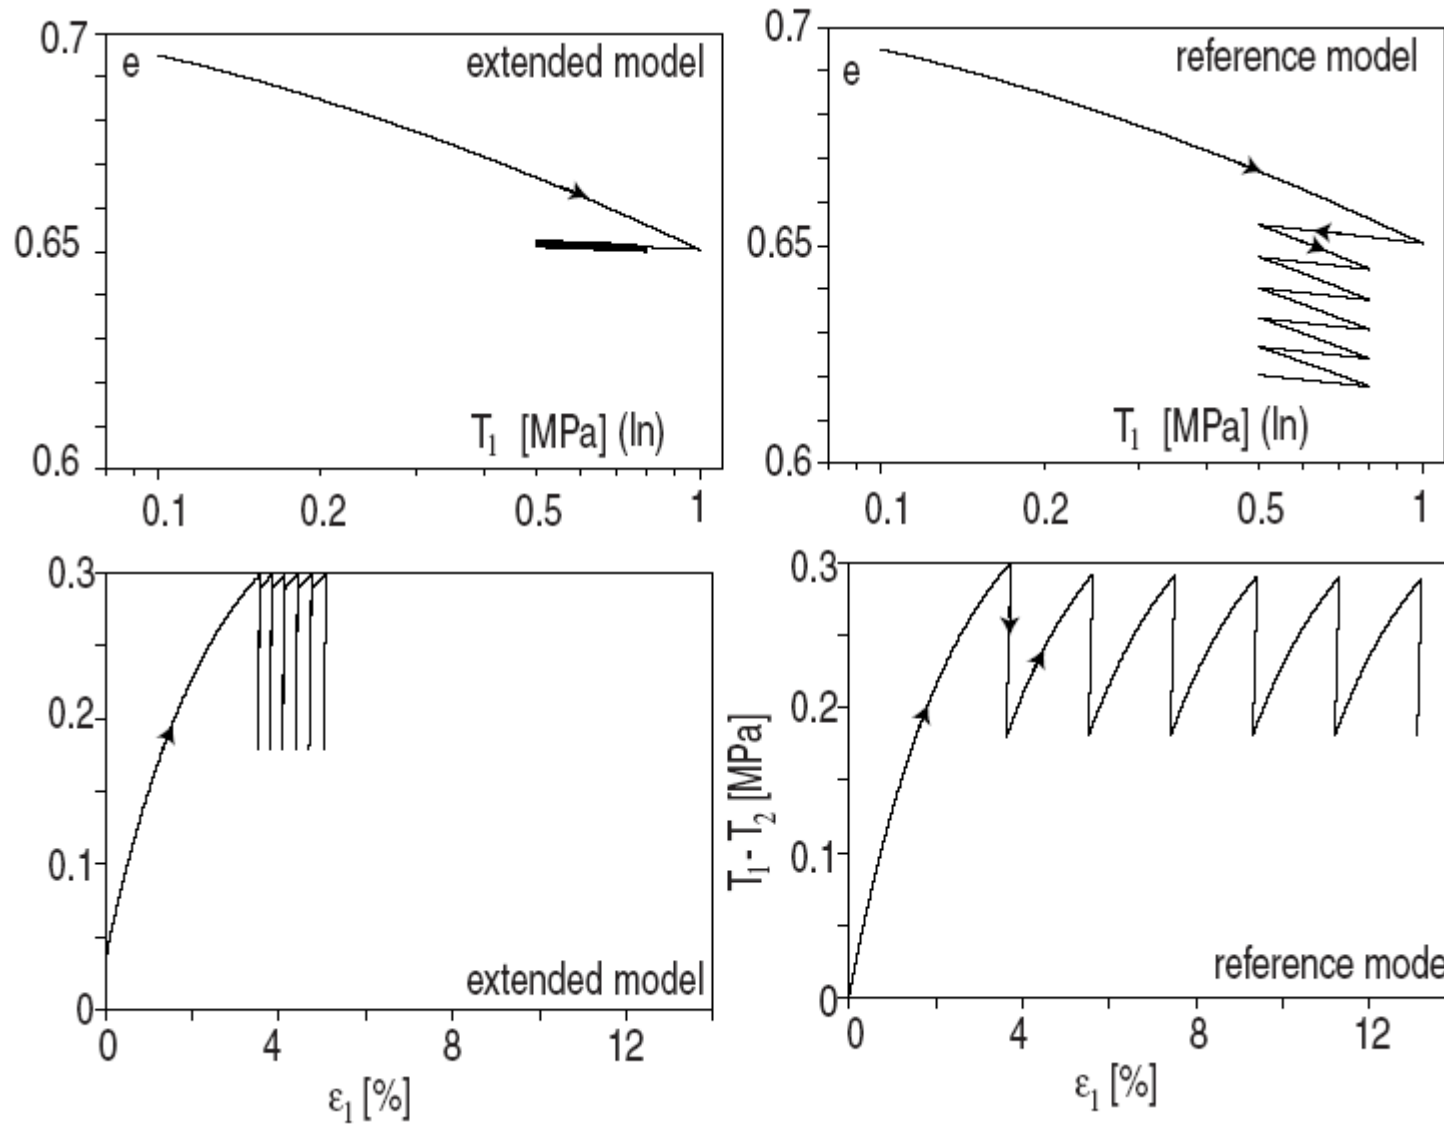 0.7
e
extended model
0.65
T1 [MPa] (ln)
0.6
0.1 0.2 0.5 1
0.7
e
reference model
0.65
T1 [MPa] (ln)
0.6
0.1 0.2 0.5 1
0.3
0.2
0.1
0
extended model
0 4 8 12
ε1 [%]
T1 - T2 [MPa]
0.3
0.2
0.1
0
reference mode
0 4 8 12
ε1 [%]